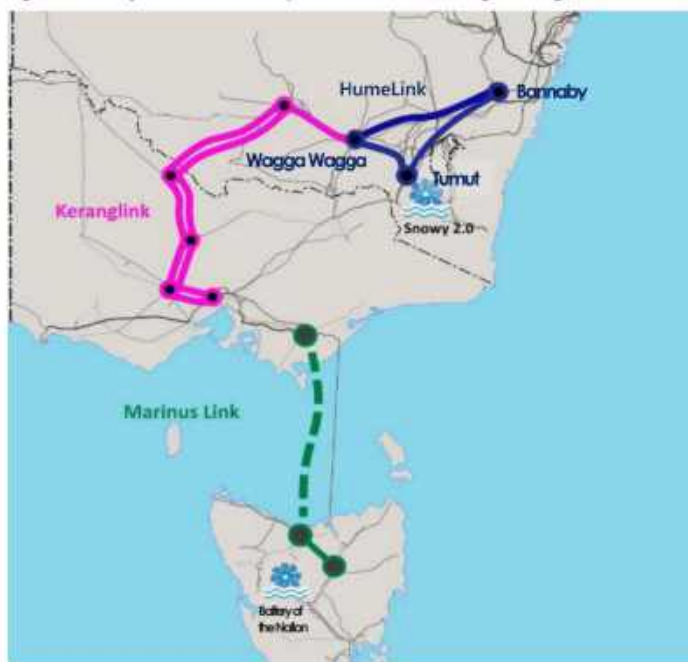 HumeLink
Bannaby
Wagga Wagga
Tumut
Keranglink
Snowy 2.0
Marinus Link
Battery of
the Nation